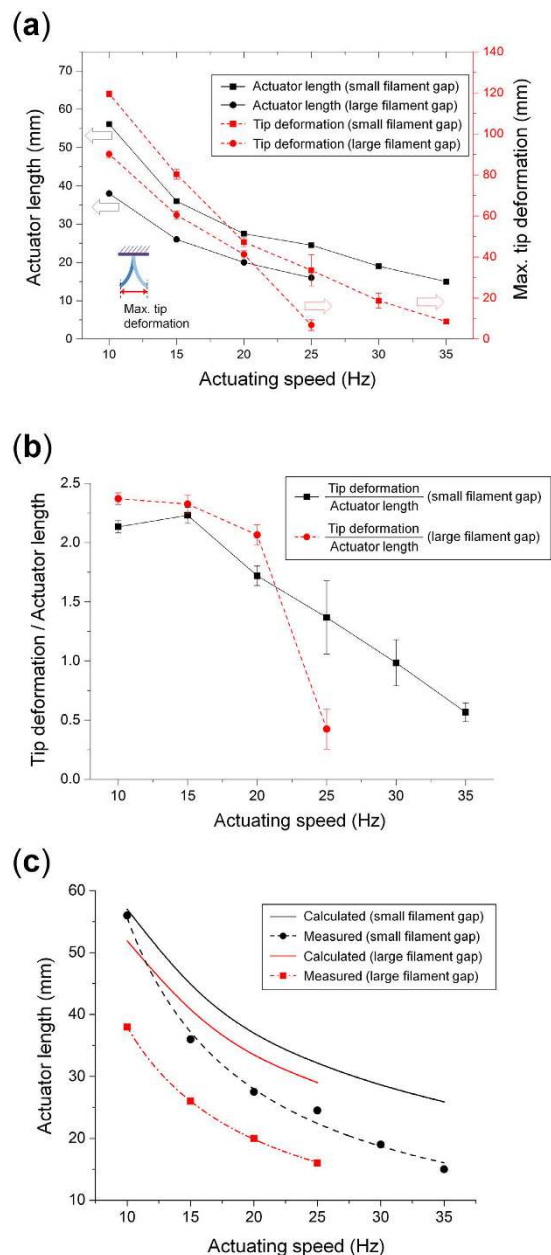 (a)
Actuator length (small filament gap)
Actuator length (large filament gap)
Tip deformation (small filament gap)
Tip deformation (large filament gap)
70
60
50
40
30
20
10
0
Actuator length (mm)
140
120
100
80
60
40
20
0
Max. tip deformation (mm)
Max. tip
deformation
10 15 20 25 30 35
Actuating speed (Hz)
(b)
Tip deformation
Actuator length
(small filament gap)
Tip deformation
Actuator length
(large filament gap)
2.5
2.0
1.5
1.0
0.5
0.0
Tip deformation / Actuator length
10 15 20 25 30 35
Actuating speed (Hz)
(c)
Calculated (small filament gap)
Measured (small filament gap)
Calculated (large filament gap)
Measured (large filament gap)
60
50
40
30
20
10
Actuator length (mm)
10 15 20 25 30 35
Actuating speed (Hz)